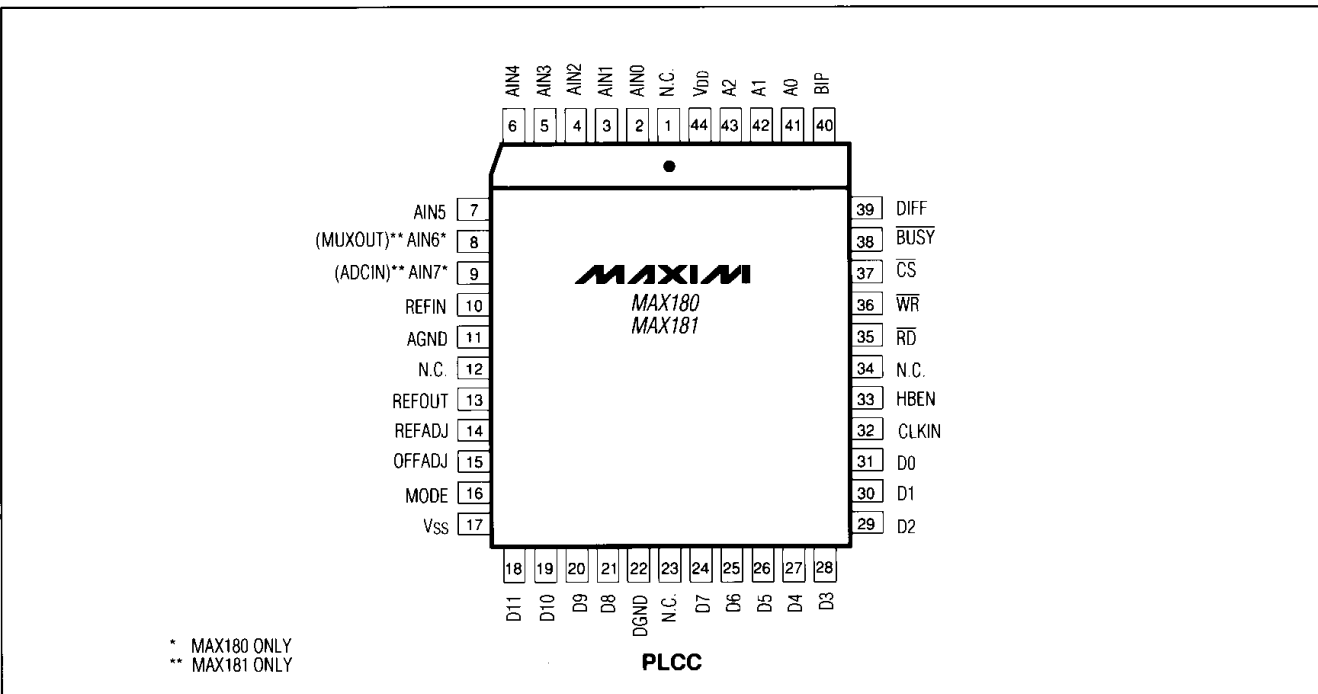 AIN4 AIN3 AIN2 AIN1 AIN0 N.C. VDD A2 A1 A0 BIP
6 5 4 3 2 1 44 43 42 41 40
AIN5 7
(MUXOUT)** AIN6* 8
(ADCIN)** AIN7* 9
REFIN 10
AGND 11
N.C. 12
REFOUT 13
REFADJ 14
OFFADJ 15
MODE 16
VSS 17
MAXIM
MAX180
MAX181
39 DIFF
38 B̅U̅S̅Y̅
37 C̅S̅
36 W̅R̅
35 R̅D̅
34 N.C.
33 HBEN
32 CLKIN
31 D0
30 D1
29 D2
18 19 20 21 22 23 24 25 26 27 28
D11 D10 D9 D8 DGND N.C. D7 D6 D5 D4 D3
* MAX180 ONLY
** MAX181 ONLY
PLCC